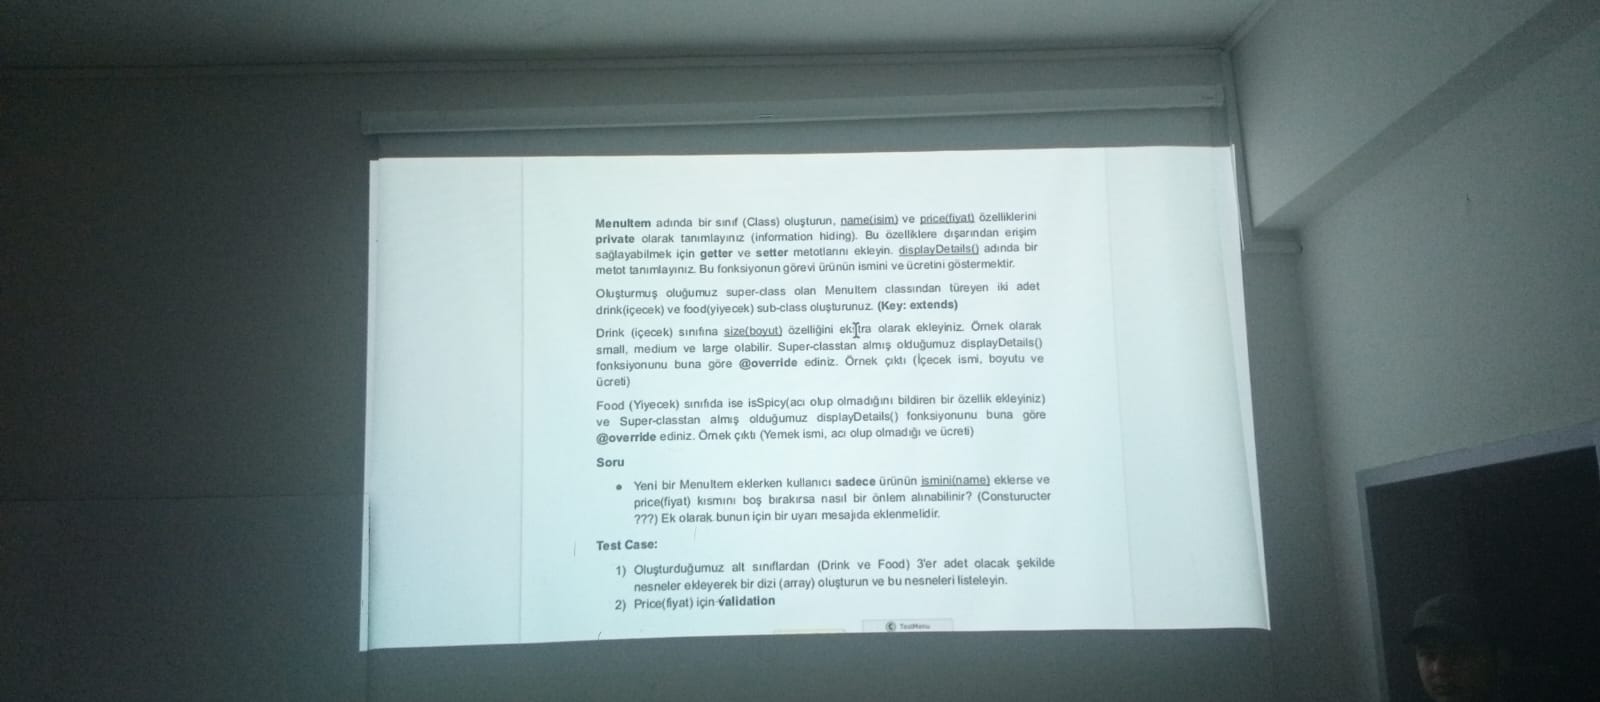 MenuItem adında bir sınıf (Class) oluşturun, name(isim) ve price(fiyat) özelliklerini
private olarak tanımlayınız (information hiding). Bu özelliklere dışarından erişim
sağlayabilmek için getter ve setter metotlarını ekleyin. displayDetails() adında bir
metot tanımlayınız. Bu fonksiyonun görevi ürünün ismini ve ücretini göstermektir.
Oluşturmuş oluğumuz super-class olan MenuItem classından türeyen iki adet
drink(içecek) ve food(yiyecek) sub-class oluşturunuz. (Key: extends)
Drink (içecek) sınıfına size(boyut) özelliğini ekstra olarak ekleyiniz. Örnek olarak
small, medium ve large olabilir. Super-classtan almış olduğumuz displayDetails()
fonksiyonunu buna göre @override ediniz. Örnek çıktı (İçecek ismi, boyutu ve
ücreti)
Food (Yiyecek) sınıfıda ise isSpicy(acı olup olmadığını bildiren bir özellik ekleyiniz)
ve Super-classtan almış olduğumuz displayDetails() fonksiyonunu buna göre
@override ediniz. Örnek çıktı (Yemek ismi, acı olup olmadığı ve ücreti)
Soru
• Yeni bir MenuItem eklerken kullanıcı sadece ürünün ismini(name) eklerse ve
price(fiyat) kısmını boş bırakırsa nasıl bir önlem alınabilinir? (Consturucter
???) Ek olarak bunun için bir uyarı mesajıda eklenmelidir.
Test Case:
1) Oluşturduğumuz alt sınıflardan (Drink ve Food) 3'er adet olacak şekilde
nesneler ekleyerek bir dizi (array) oluşturun ve bu nesneleri listeleyin.
2) Price(fiyat) için validation
C TestMenu